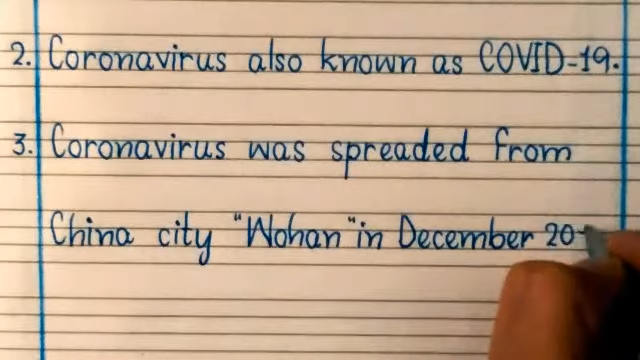 2. Coronavirus also known as COVID-19.
3. Coronavirus was spreaded from
China city "Wohan" in December 20